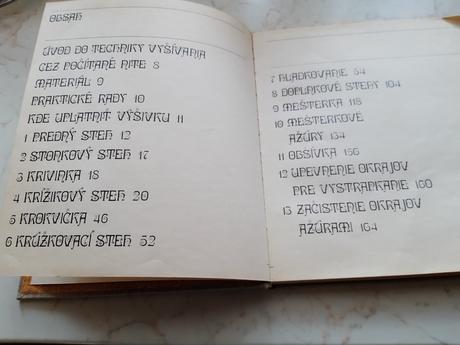 OBSAH
ÚVOD DO TECHNIKY VYŠÍVANIA
CEZ POČÍTANÉ NITE 8
MATERIÁL 9
PRAKTICKÉ RADY 10
KDE UPLATNIŤ VÝŠIVKU 11
1 PREDNÝ STEH 12
2 STONKOVÝ STEH 17
3 KRIVINKA 18
4 KRÍŽIKOVÝ STEH 20
5 KROKVIČKA 46
6 KRÚŽKOVACÍ STEH 52
7 HLADKOVANIE 54
8 DOPLNKOVÉ STEHY 104
9 MEŠTERKA 118
10 MEŠTERKOVÉ
AŽÚRY 134
11 OBŠÍVKA 156
12 UPEVNENIE OKRAJOV
PRE VYSTRAPKANIE 160
13 ZAČISTENIE OKRAJOV
AŽÚRAMI 164